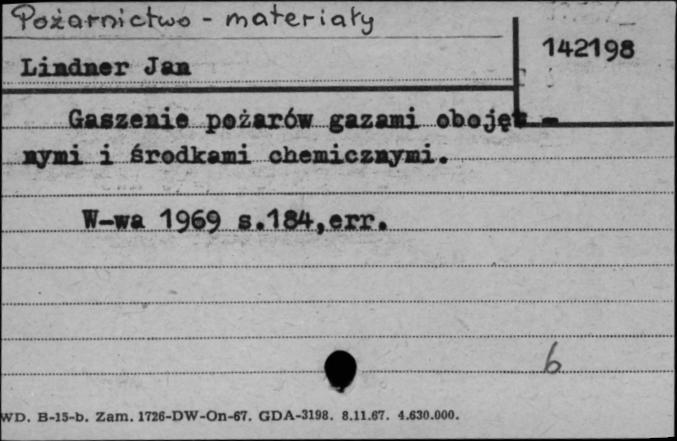 Pożarnictwo - materiały
142198
Lindner Jan
Gaszenie pożarów gazami obojęt -
nymi i środkami chemicznymi.
W-wa 1969 s.184,err.
b
WD. B-15-b. Zam. 1726-DW-On-67. GDA-3198. 8.11.67. 4.630.000.